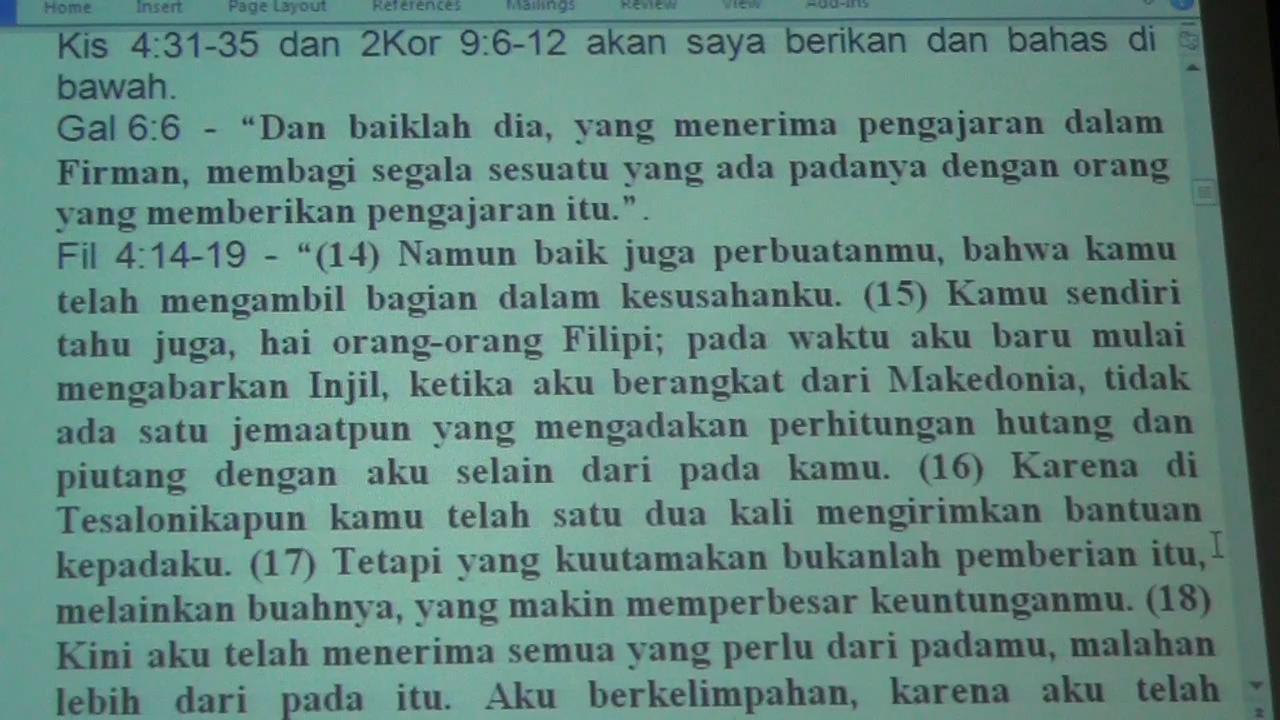 Home Insert Page Layout References Mailings Review View Add-Ins
Kis 4:31-35 dan 2Kor 9:6-12 akan saya berikan dan bahas di
bawah.
Gal 6:6 - “Dan baiklah dia, yang menerima pengajaran dalam
Firman, membagi segala sesuatu yang ada padanya dengan orang
yang memberikan pengajaran itu.”.
Fil 4:14-19 - “(14) Namun baik juga perbuatanmu, bahwa kamu
telah mengambil bagian dalam kesusahanku. (15) Kamu sendiri
tahu juga, hai orang-orang Filipi; pada waktu aku baru mulai
mengabarkan Injil, ketika aku berangkat dari Makedonia, tidak
ada satu jemaatpun yang mengadakan perhitungan hutang dan
piutang dengan aku selain dari pada kamu. (16) Karena di
Tesalonikapun kamu telah satu dua kali mengirimkan bantuan
kepadaku. (17) Tetapi yang kuutamakan bukanlah pemberian itu,
melainkan buahnya, yang makin memperbesar keuntunganmu. (18)
Kini aku telah menerima semua yang perlu dari padamu, malahan
lebih dari pada itu. Aku berkelimpahan, karena aku telah